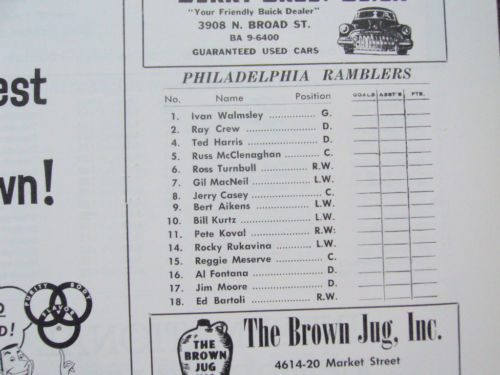 "Your Friendly Buick Dealer"
3908 N. BROAD ST.
BA 9-6400
GUARANTEED USED CARS
PHILADELPHIA RAMBLERS
No. Name Position GOALS ASST'S PTS.
1. Ivan Walmsley ............... G.
2. Ray Crew ..................... D.
4. Ted Harris .................... D.
5. Russ McClenaghan ........... C.
6. Ross Turnbull ................ R.W.
7. Gil MacNeil .................. L.W.
8. Jerry Casey .................. C.
9. Bert Aikens .................. L.W.
10. Bill Kurtz .................... L.W.
11. Pete Koval ................... R.W:
14. Rocky Rukavina ............. L.W.
15. Reggie Meserve .............. C.
16. Al Fontana ................... D.
17. Jim Moore .................... D.
18. Ed Bartoli .................... R.W.
est
wn!
PURITY BODY
FLAVOR
D!
THE
BROWN
JUG
The Brown Jug, Inc.
4614-20 Market Street